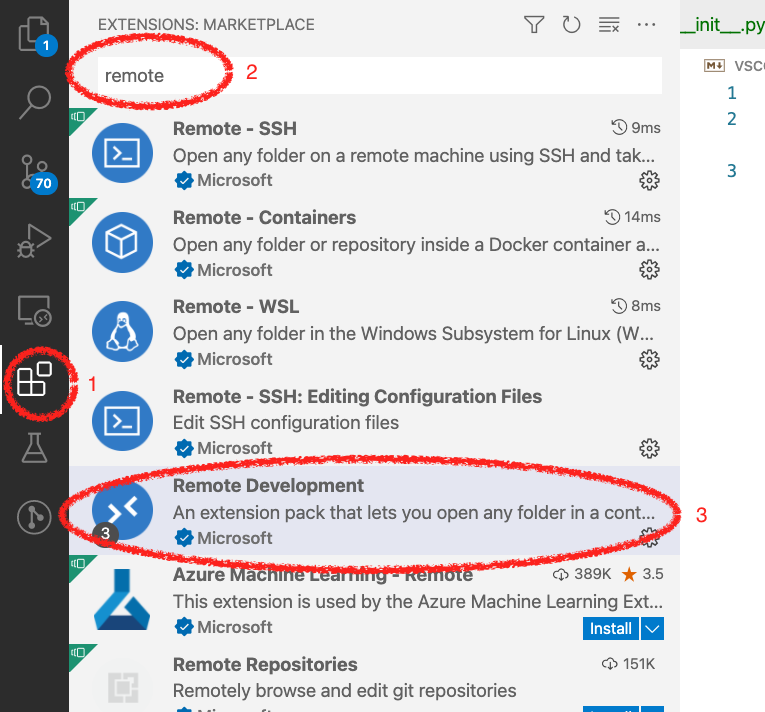 EXTENSIONS: MARKETPLACE
__init__.py
1
remote
2
VSC
1
2
3
70
Remote - SSH
9ms
Open any folder on a remote machine using SSH and tak...
Microsoft
Remote - Containers
14ms
Open any folder or repository inside a Docker container a...
Microsoft
Remote - WSL
8ms
Open any folder in the Windows Subsystem for Linux (W...
Microsoft
1
Remote - SSH: Editing Configuration Files
Edit SSH configuration files
Microsoft
Remote Development
An extension pack that lets you open any folder in a cont...
3
3
Microsoft
Azure Machine Learning - Remote
389K
3.5
This extension is used by the Azure Machine Learning Ext...
Microsoft
Install
Remote Repositories
151K
Remotely browse and edit git repositories